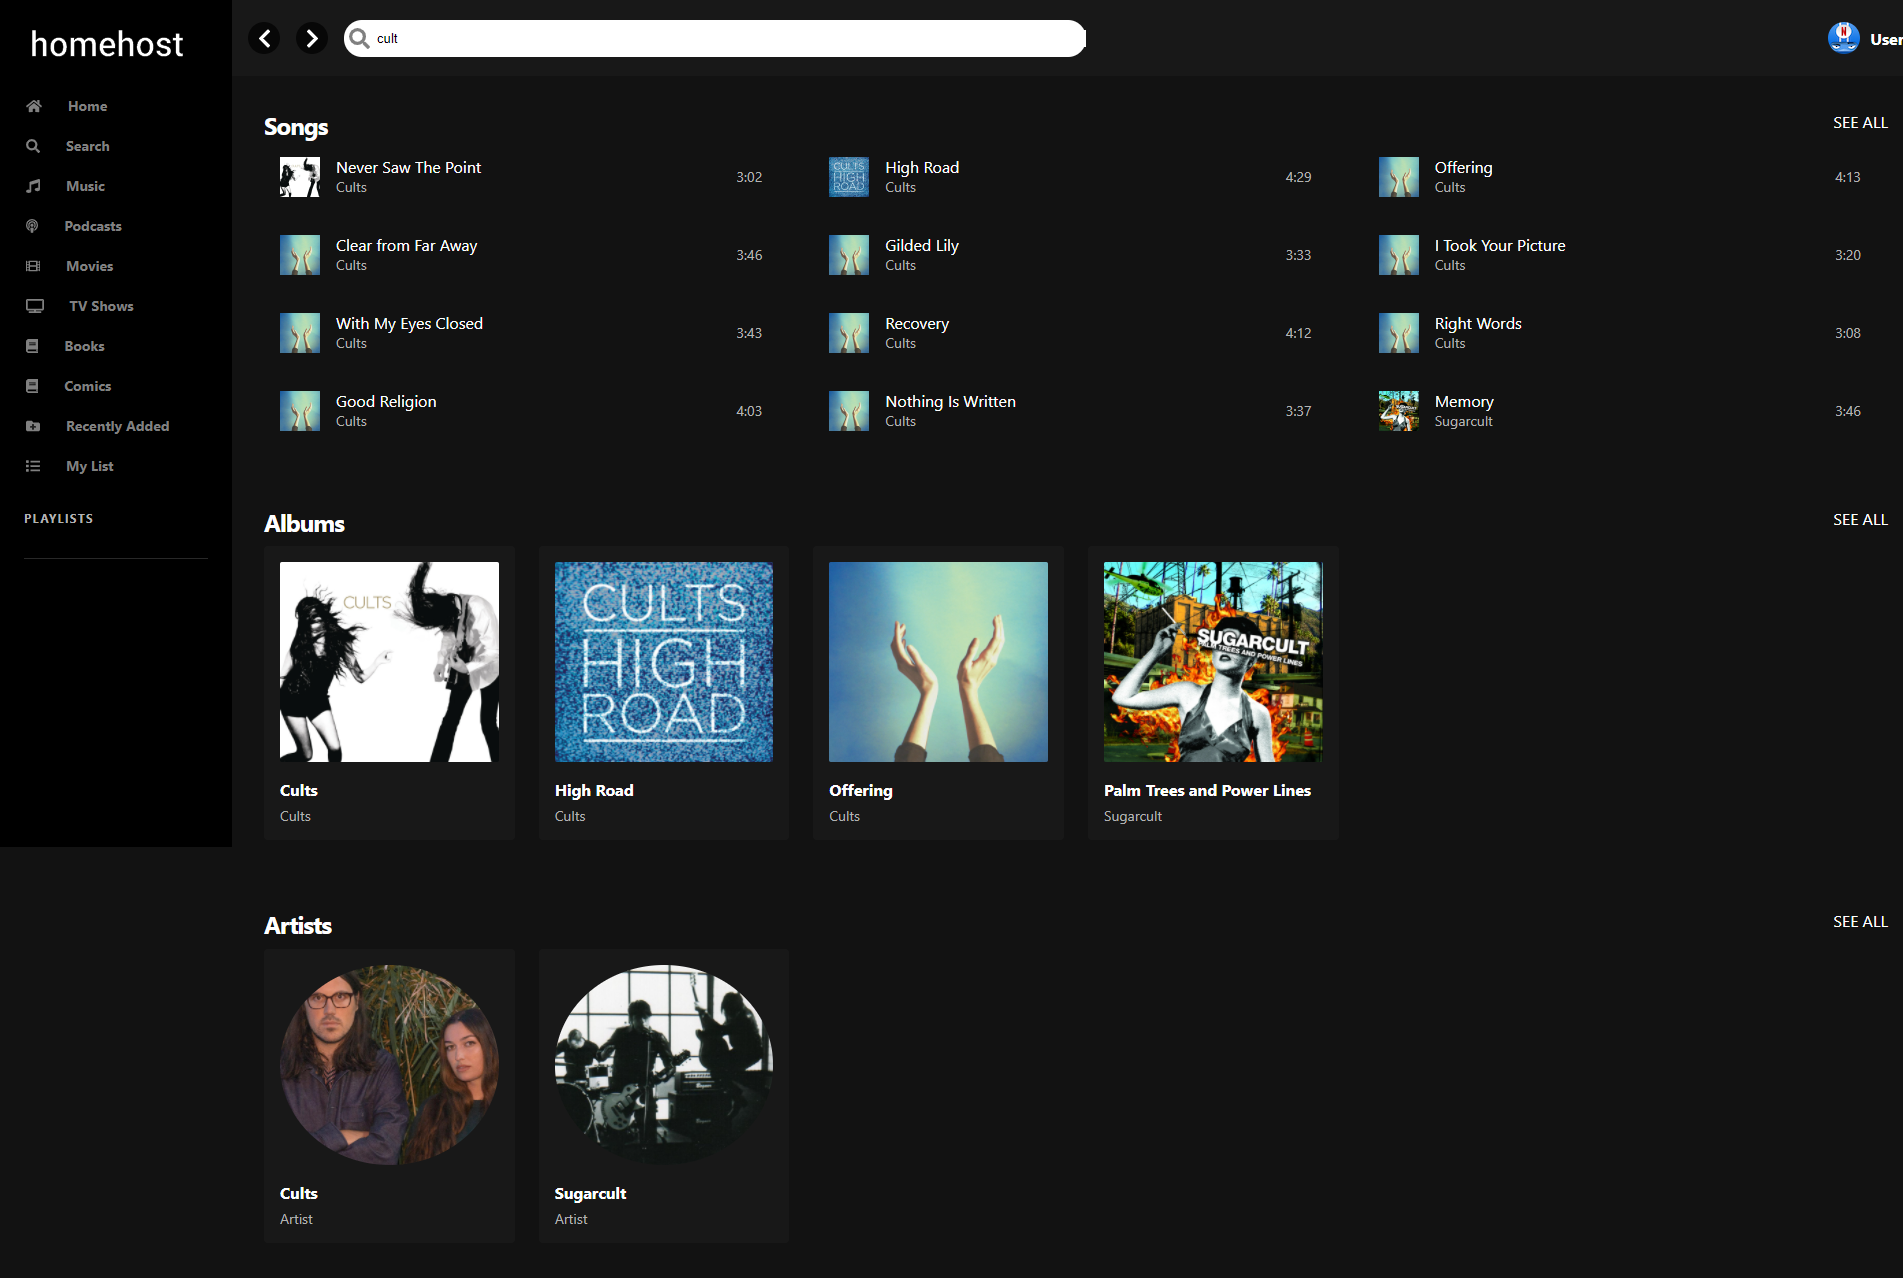 homehost
cult
User
Home
Search
Music
Podcasts
Movies
TV Shows
Books
Comics
Recently Added
My List
PLAYLISTS
Songs
SEE ALL
Never Saw The Point
Cults
3:02
High Road
Cults
4:29
Offering
Cults
4:13
Clear from Far Away
Cults
3:46
Gilded Lily
Cults
3:33
I Took Your Picture
Cults
3:20
With My Eyes Closed
Cults
3:43
Recovery
Cults
4:12
Right Words
Cults
3:08
Good Religion
Cults
4:03
Nothing Is Written
Cults
3:37
Memory
Sugarcult
3:46
Albums
SEE ALL
CULTS
Cults
Cults
CULTS
HIGH
ROAD
High Road
Cults
Offering
Cults
SUGARCULT
PALM TREES AND POWER LINES
Palm Trees and Power Lines
Sugarcult
Artists
SEE ALL
Cults
Artist
Sugarcult
Artist